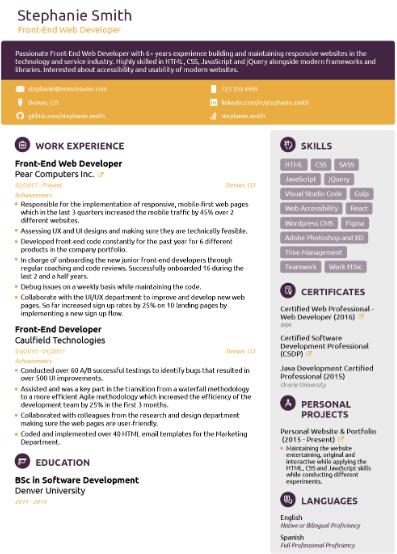 Stephanie Smith
Front-End Web Developer
Passionate Front-End Web Developer with 6+ years experience building and maintaining responsive websites in the
technology and service industry. Highly skilled in HTML, CSS, JavaScript and jQuery alongside modern frameworks and
libraries. Interested about accessibility and usability of modern websites.
stephanie@novoresume.com
123 333 4445
Denver, CO
linkedin.com/in/stephanie.smith
github.com/stephanie.smith
stephanie.smith
WORK EXPERIENCE
Front-End Web Developer
Pear Computers Inc.
02/2017 - Present
Denver, CO
Achievements
Responsible for the implementation of responsive, mobile-first web pages
which in the last 3 quarters increased the mobile traffic by 45% over 2
different websites.
Assessing UX and UI designs and making sure they are technically feasible.
Developed front-end code constantly for the past year for 6 different
products in the company portfolio.
In charge of onboarding the new junior front-end developers through
regular coaching and code reviews. Successfully onboarded 16 during the
last 2 and a half years.
Debug issues on a weekly basis while maintaining the code.
Collaborate with the UI/UX department to improve and develop new web
pages. So far increased sign up rates by 25% on 10 landing pages by
implementing a new sign up flow.
Front-End Developer
Caulfield Technologies
03/2015 - 01/2017
Denver, CO
Achievements
Conducted over 60 A/B successful testings to identify bugs that resulted in
over 500 UI improvements.
Assisted and was a key part in the transition from a waterfall methodology
to a more efficient Agile methodology which increased the efficiency of the
development team by 25% in the first 3 months.
Collaborated with colleagues from the research and design department
making sure the web pages are user-friendly.
Coded and implemented over 40 HTML email templates for the Marketing
Department.
EDUCATION
BSc in Software Development
Denver University
2011 - 2014
SKILLS
HTML CSS SASS
JavaScript jQuery
Visual Studio Code Gulp
Web Accessibility React
Wordpress CMS Figma
Adobe Photoshop and XD
Time Management
Teamwork Work Ethic
CERTIFICATES
Certified Web Professional -
Web Developer (2016)
Certified Software
Development Professional
(CSDP)
Java Development Certified
Professional (2015)
Oracle University
PERSONAL
PROJECTS
Personal Website & Portfolio
(2015 - Present)
Maintaining the website
entertaining, original and
interactive while applying the
HTML, CSS and JavaScript skills
while conducting different
experiments.
LANGUAGES
English
Native or Bilingual Proficiency
Spanish
Full Professional Proficiency